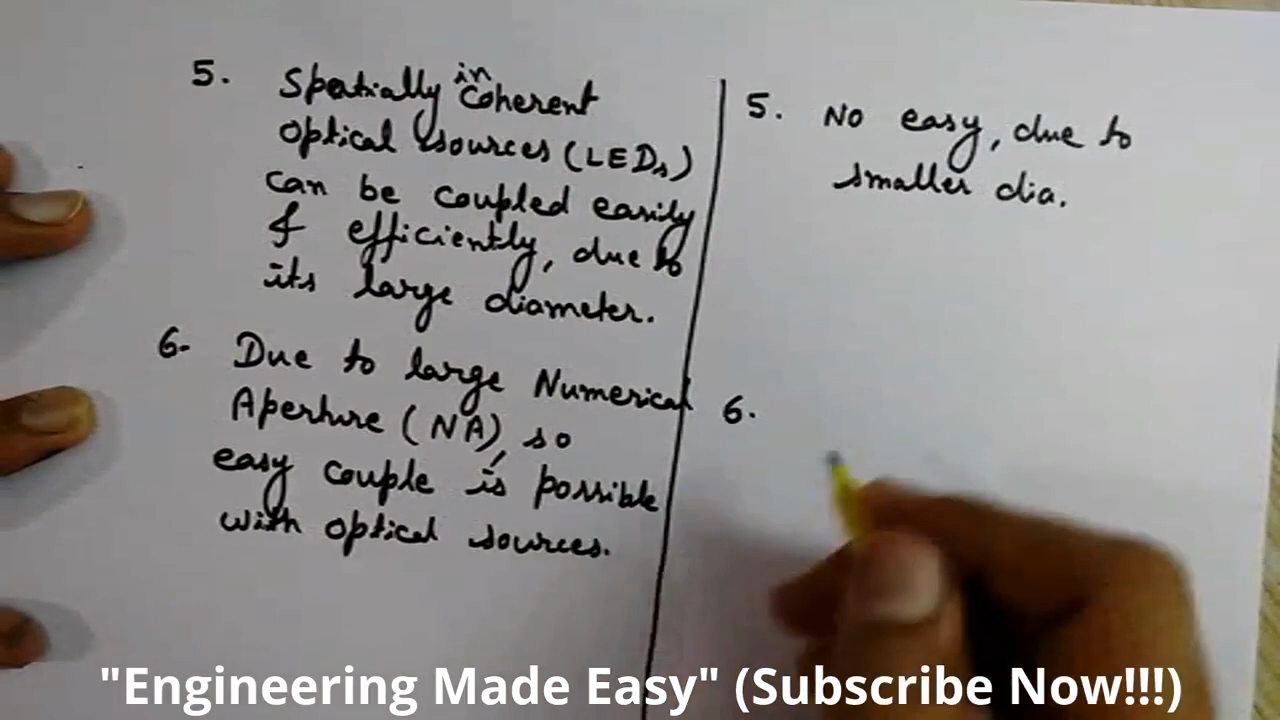 5. Spatially incoherent
optical sources (LEDs)
can be coupled easily
& efficiently, due to
its large diameter.
6. Due to large Numerical
Aperture (NA), so
easy couple is possible
with optical sources.
5. No easy, due to
smaller dia.
6.
"Engineering Made Easy" (Subscribe Now!!!)